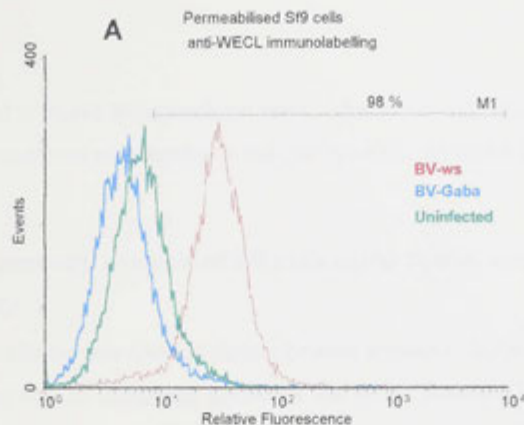 A
Permeabilised Sf9 cells
anti-WECL immunolabelling
400
98 % M1
BV-ws
BV-Gaba
Uninfected
Events
0
10⁰ 10¹ 10² 10³ 10⁴
Relative Fluorescence